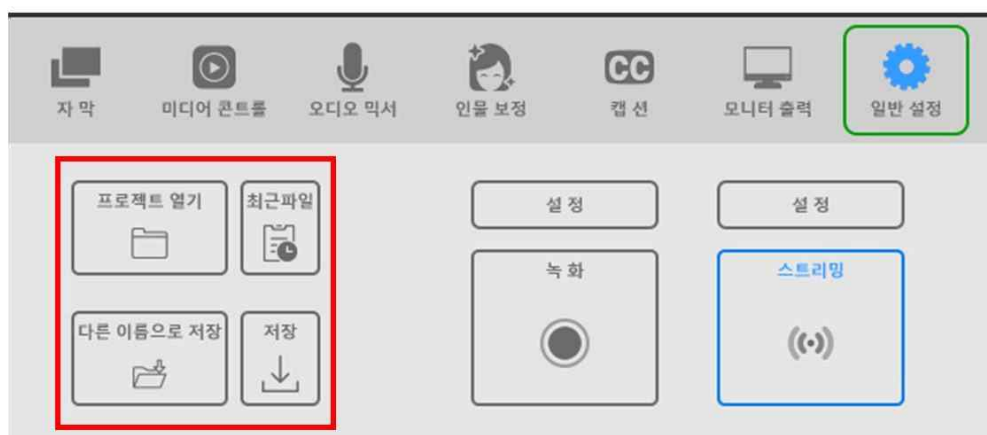 CC
자 막
미디어 콘트롤
오디오 믹서
인물 보정
캡 션
모니터 출력
일반 설정
프로젝트 열기
최근파일
설 정
설 정
녹 화
스트리밍
다른 이름으로 저장
저장